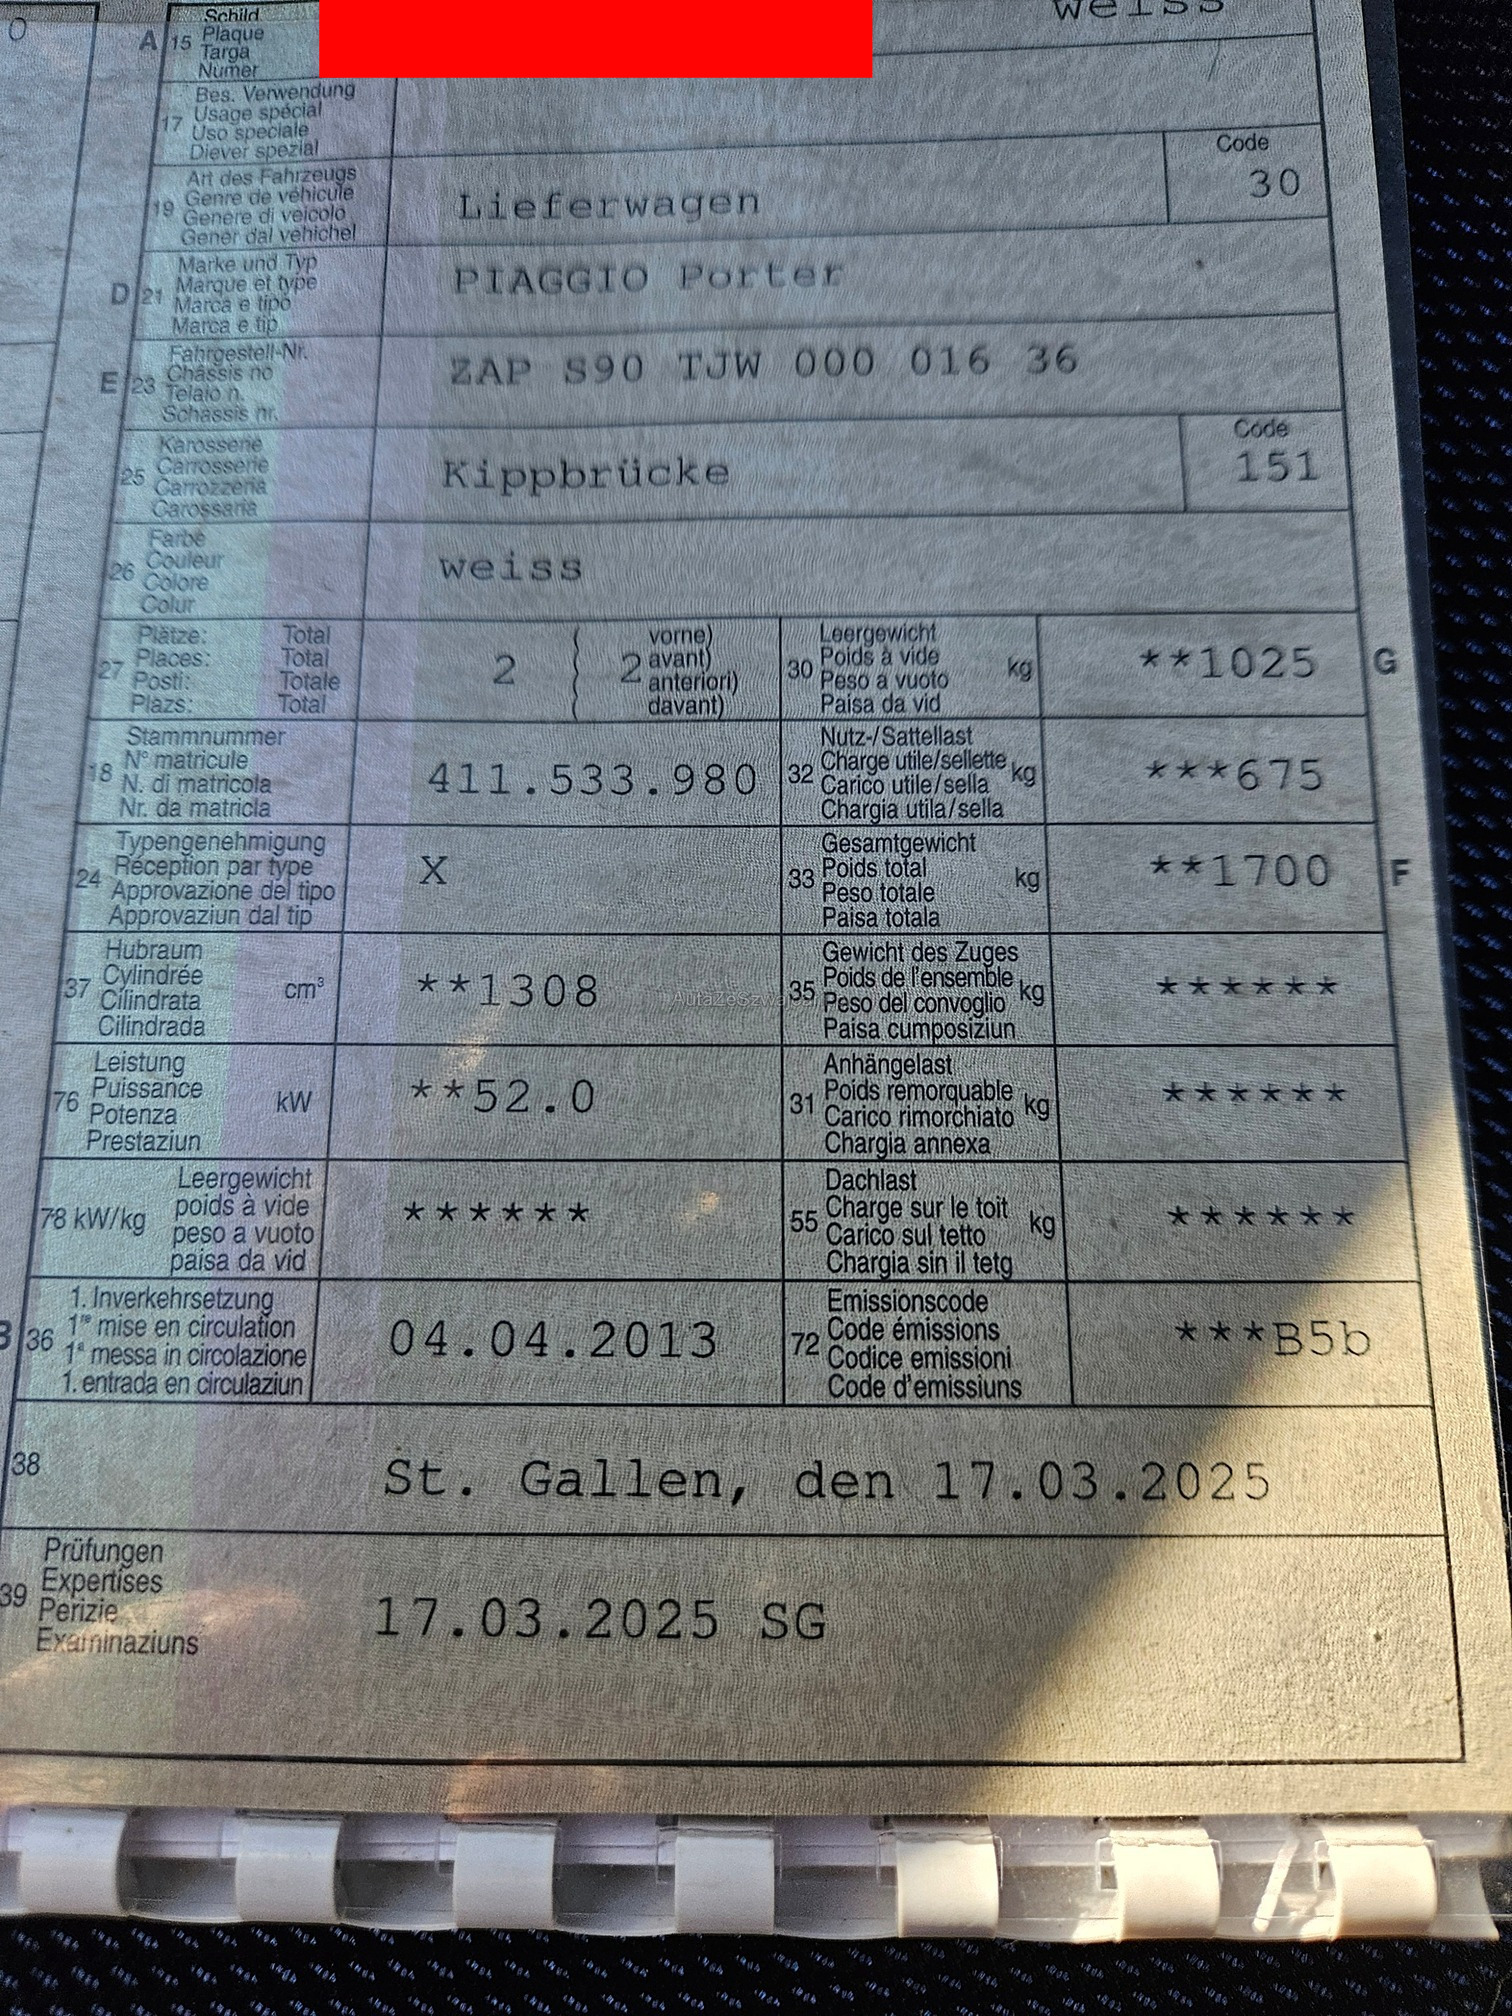 Schild
A 15 Plaque
Targa
Numer
weiss
Bes. Verwendung
17 Usage spécial
Uso speciale
Diever spezial
Art des Fahrzeugs
19 Genre de véhicule
Genere di veicolo
Gener dal vehichel
Lieferwagen
Code
30
Marke und Typ
D 21 Marque et type
Marca e tipo
Marca e tip
PIAGGIO Porter
Fahrgestell-Nr.
E 23 Châssis no
Telaio n.
Schassis nr.
ZAP S90 TJW 000 016 36
Karosserie
25 Carrosserie
Carrozzeria
Carossaria
Kippbrücke
Code
151
Farbe
26 Couleur
Colore
Colur
weiss
Plätze: Total
27 Places: Total
Posti: Totale
Plazs: Total
2 ( 2 vorne)
avant)
anteriori)
davant)
Leergewicht
30 Poids à vide kg
Peso a vuoto
Paisa da vid
**1025 G
Stammnummer
18 N° matricule
N. di matricola
Nr. da matricla
411.533.980
Nutz-/Sattellast
32 Charge utile/sellette kg
Carico utile/sella
Chargia utila/sella
***675
Typengenehmigung
24 Réception par type
Approvazione del tipo
Approvaziun dal tip
X
Gesamtgewicht
33 Poids total kg
Peso totale
Paisa totala
**1700 F
Hubraum
37 Cylindrée cm³
Cilindrata
Cilindrada
**1308
Gewicht des Zuges
35 Poids de l'ensemble kg
Peso del convoglio
Paisa cumposiziun
******
Leistung
76 Puissance kW
Potenza
Prestaziun
**52.0
Anhängelast
31 Poids remorquable kg
Carico rimorchiato
Chargia annexa
******
Leergewicht
78 kW/kg poids à vide
peso a vuoto
paisa da vid
******
Dachlast
55 Charge sur le toit kg
Carico sul tetto
Chargia sin il tetg
******
1. Inverkehrsetzung
B 36 1re mise en circulation
1a messa in circolazione
1. entrada en circulaziun
04.04.2013
Emissionscode
72 Code émissions
Codice emissioni
Code d'emissiuns
***B5b
38
St. Gallen, den 17.03.2025
Prüfungen
39 Expertises
Perizie
Examinaziuns
17.03.2025 SG